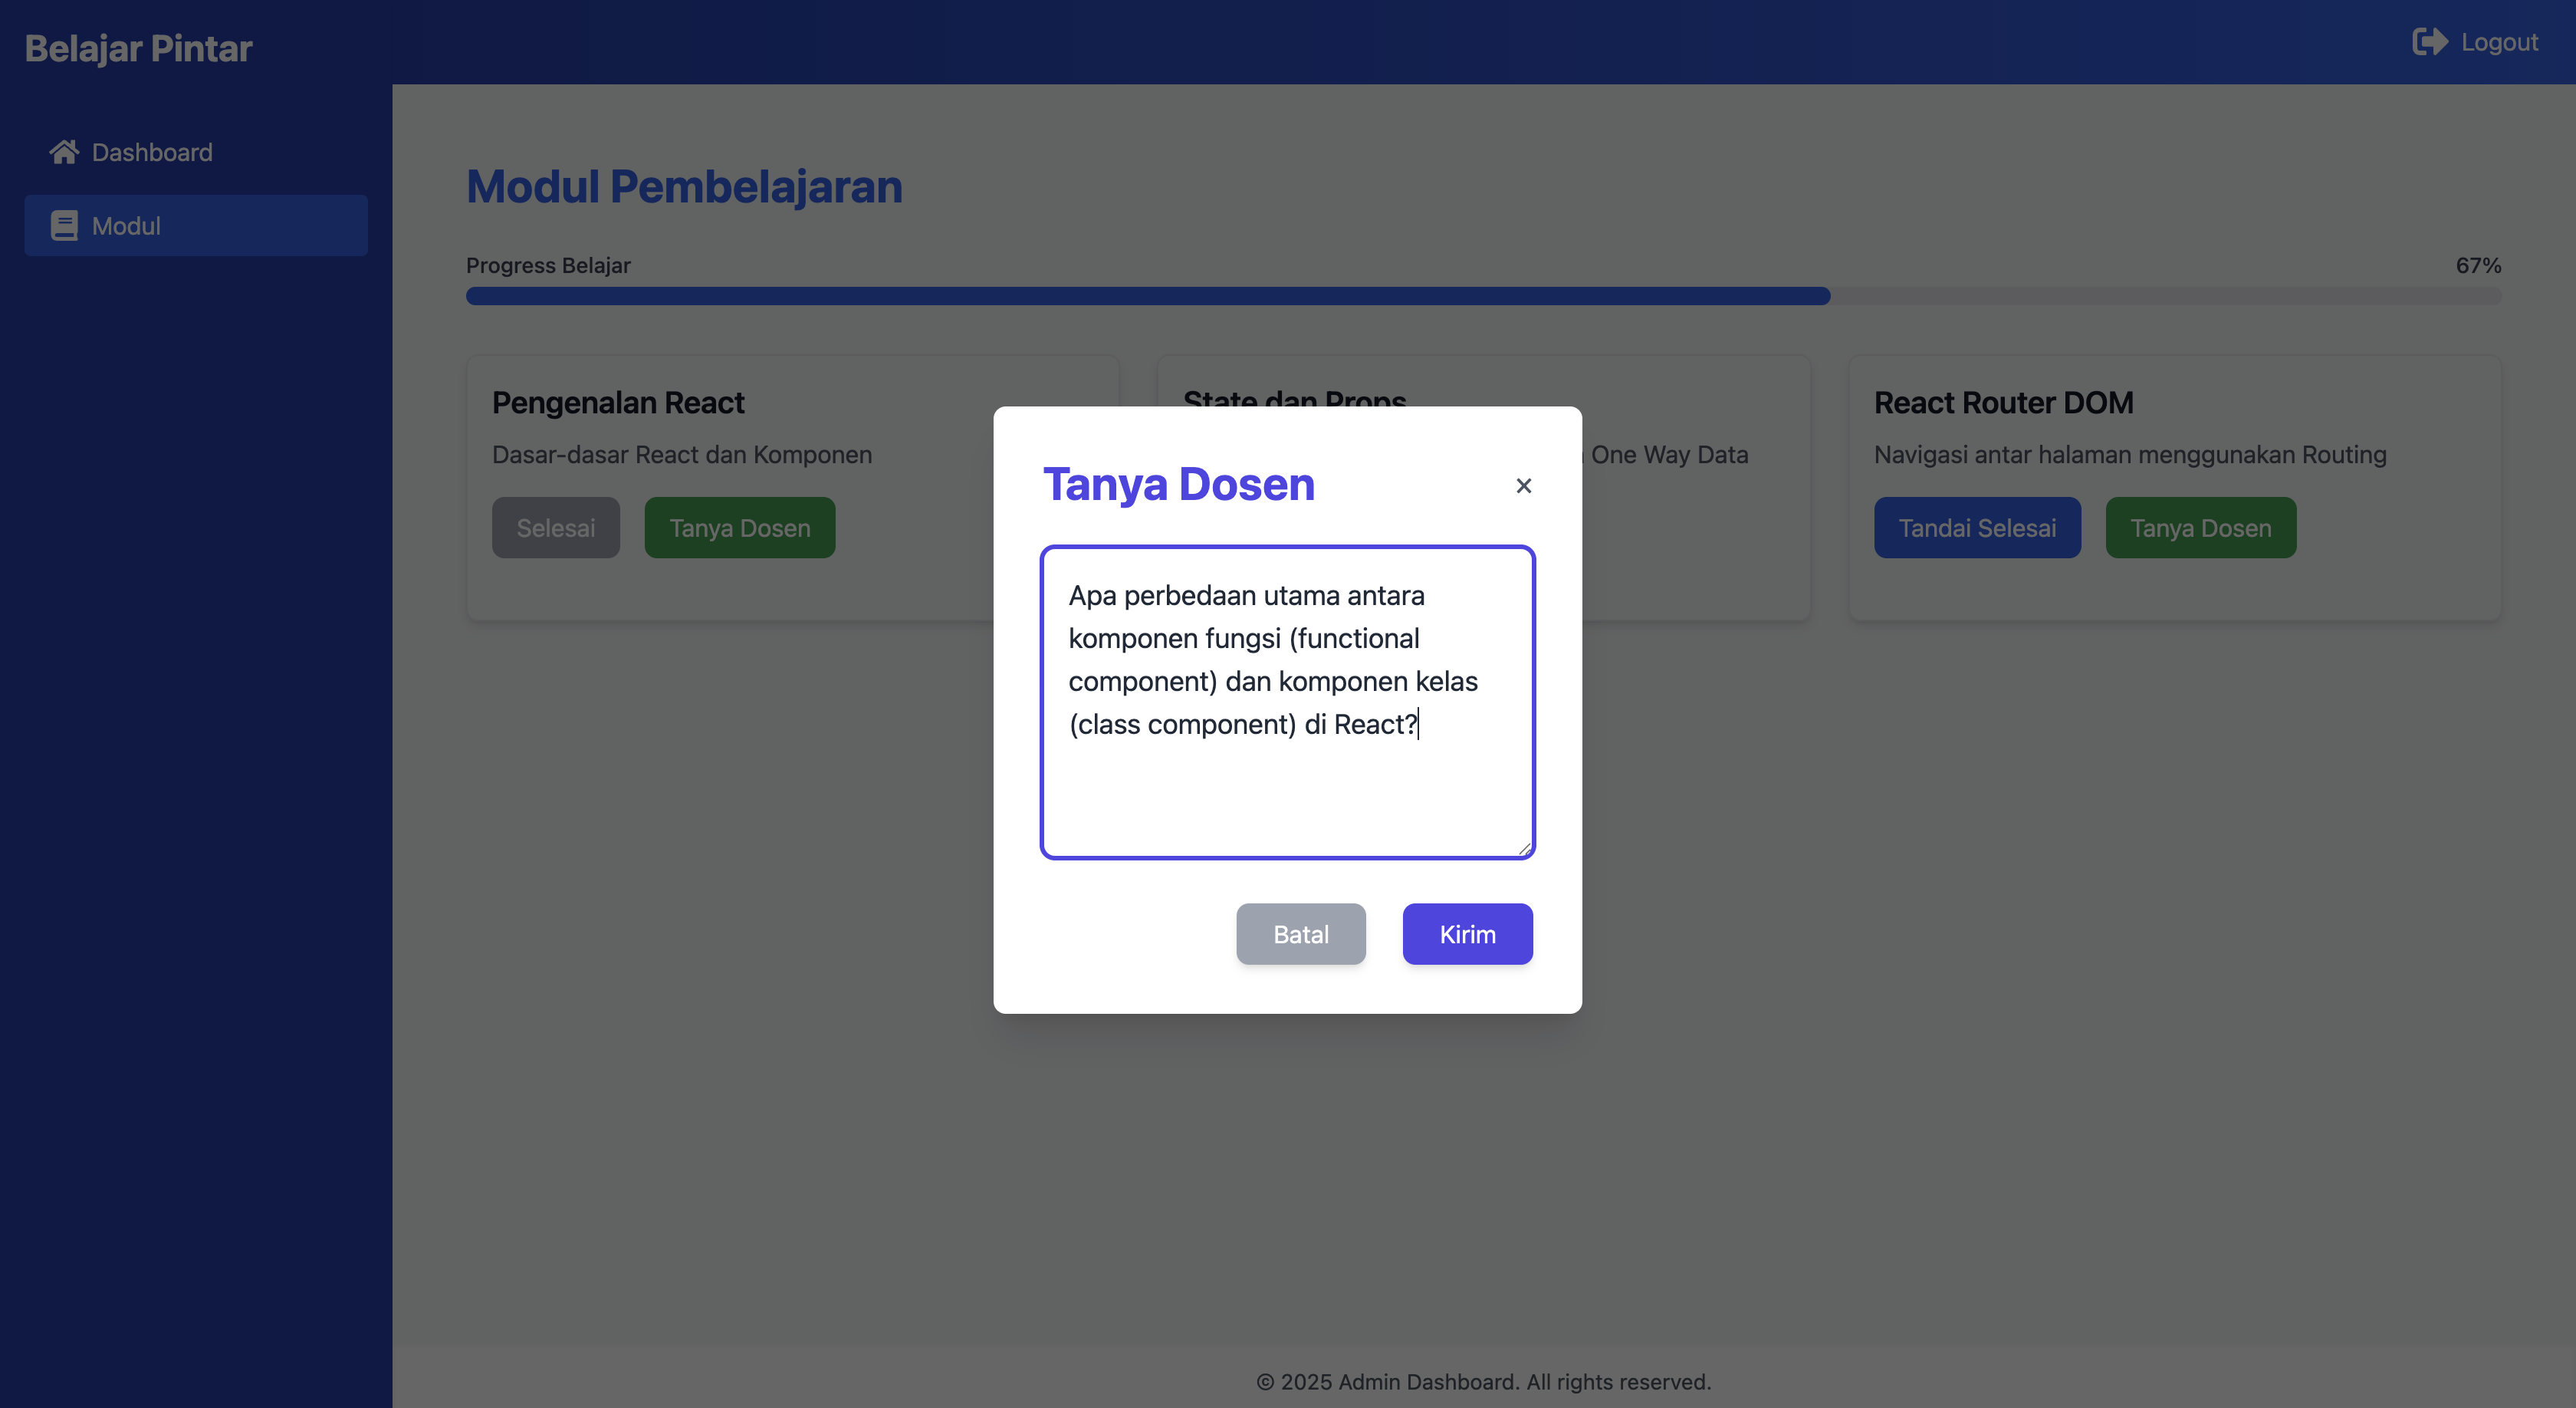 Belajar Pintar
Logout
Dashboard
Modul
Modul Pembelajaran
Progress Belajar
67%
Pengenalan React
Dasar-dasar React dan Komponen
Selesai
Tanya Dosen
State dan Props
One Way Data
React Router DOM
Navigasi antar halaman menggunakan Routing
Tandai Selesai
Tanya Dosen
Tanya Dosen
×
Apa perbedaan utama antara
komponen fungsi (functional
component) dan komponen kelas
(class component) di React?
Batal
Kirim
© 2025 Admin Dashboard. All rights reserved.